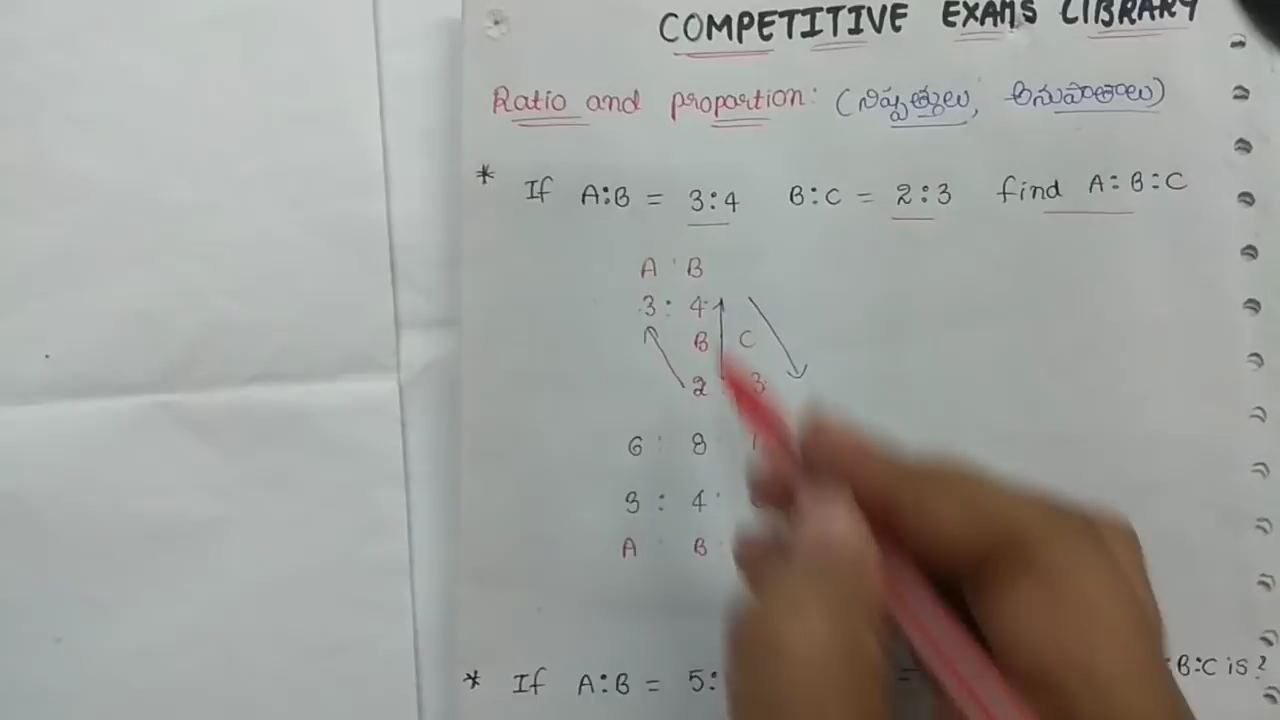 COMPETITIVE EXAMS LIBRARY
Ratio and proportion: (నిష్పత్తులు, అనుపాతాలు)
* If A:B = 3:4 B:C = 2:3 find A:B:C
A : B
3 : 4
B C
2 3
6 : 8
3 : 4
A B
* If A:B = 5: = B:C is?